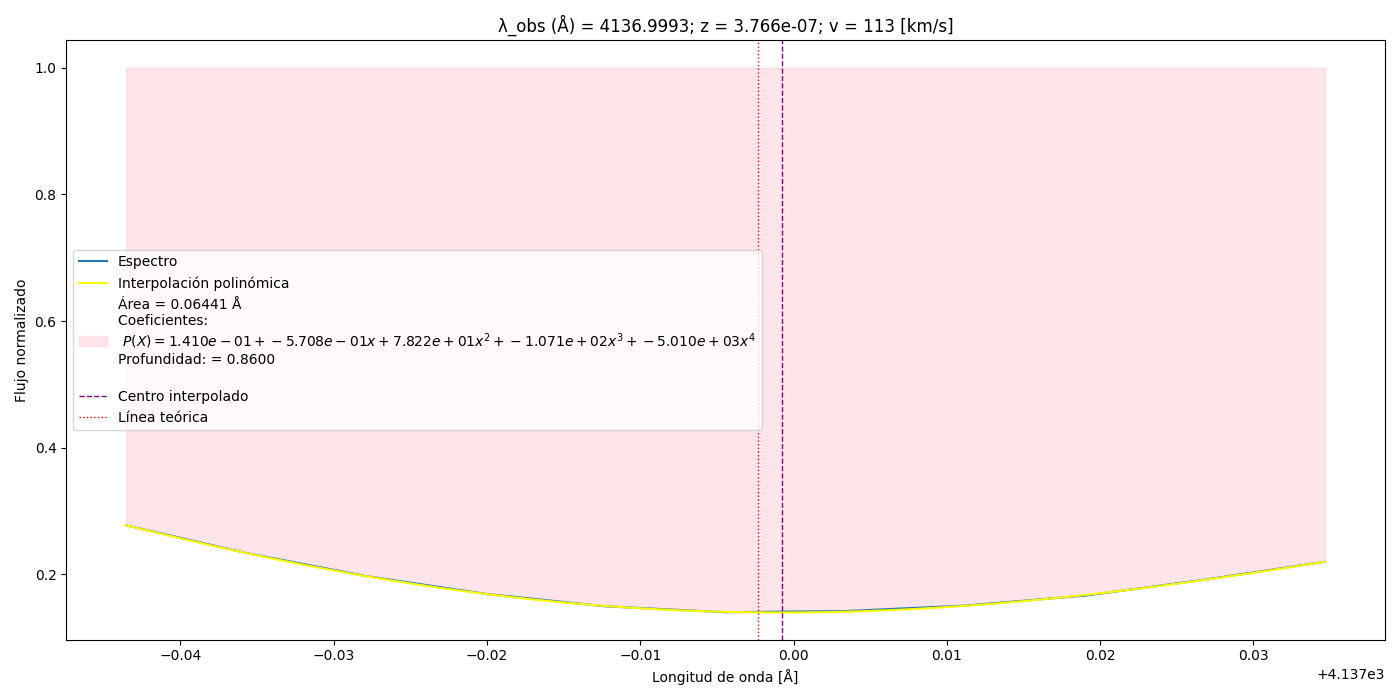 λ_obs (Å) = 4136.9993; z = 3.766e-07; v = 113 [km/s]
Flujo normalizado
1.0
0.8
0.6
0.4
0.2
Espectro
Interpolación polinómica
Área = 0.06441 Å
Coeficientes:
P(X) = 1.410e − 01 + −5.708e − 01x + 7.822e + 01x² + −1.071e + 02x³ + −5.010e + 03x⁴
Profundidad: = 0.8600
Centro interpolado
Línea teórica
−0.04 −0.03 −0.02 −0.01 0.00 0.01 0.02 0.03
+4.137e3
Longitud de onda [Å]